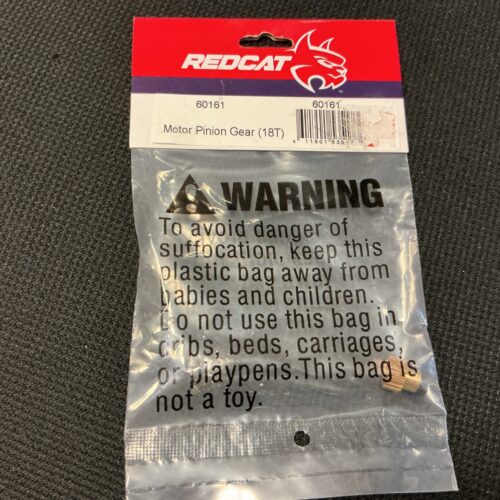 REDCAT
60161 60161
Motor Pinion Gear (18T)
WARNING
To avoid danger of
suffocation, keep this
plastic bag away from
babies and children.
Do not use this bag in
cribs, beds, carriages,
or playpens. This bag is
not a toy.